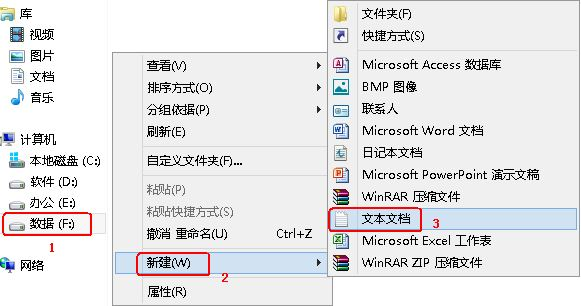 库
视频
图片
文档
音乐
计算机
本地磁盘 (C:)
软件 (D:)
办公 (E:)
数据 (F:)
1
网络
查看(V)
排序方式(O)
分组依据(P)
刷新(E)
自定义文件夹(F)...
粘贴(P)
粘贴快捷方式(S)
撤消 重命名(U) Ctrl+Z
新建(W)
2
属性(R)
文件夹(F)
快捷方式(S)
Microsoft Access 数据库
BMP 图像
联系人
Microsoft Word 文档
日记本文档
Microsoft PowerPoint 演示文稿
WinRAR 压缩文件
文本文档
3
Microsoft Excel 工作表
WinRAR ZIP 压缩文件